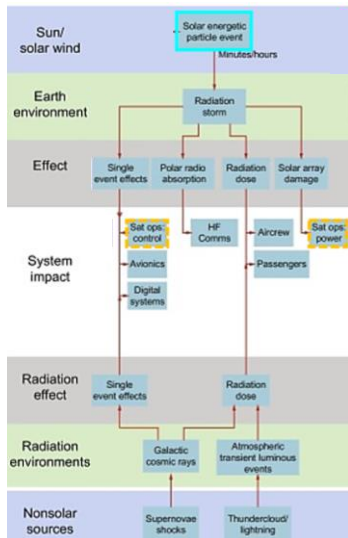 Sun/
solar wind
Solar energetic
particle event
Minutes/hours
Earth
environment
Radiation
storm
Effect
Single
event effects
Polar radio
absorption
Radiation
dose
Solar array
damage
System
impact
Sat ops:
control
HF
Comms
Aircrew
Sat ops:
power
Avionics
Passengers
Digital
systems
Radiation
effect
Single
event effects
Radiation
dose
Radiation
environments
Galactic
cosmic rays
Atmospheric
transient luminous
events
Nonsolar
sources
Supernovae
shocks
Thundercloud/
lightning